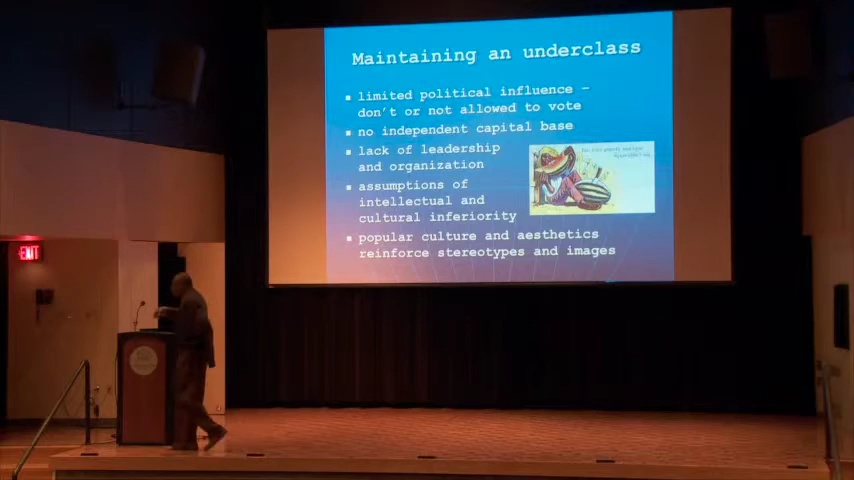 Maintaining an underclass
▪ limited political influence –
don't or not allowed to vote
▪ no independent capital base
▪ lack of leadership
and organization
▪ assumptions of
intellectual and
cultural inferiority
▪ popular culture and aesthetics
reinforce stereotypes and images
EXIT